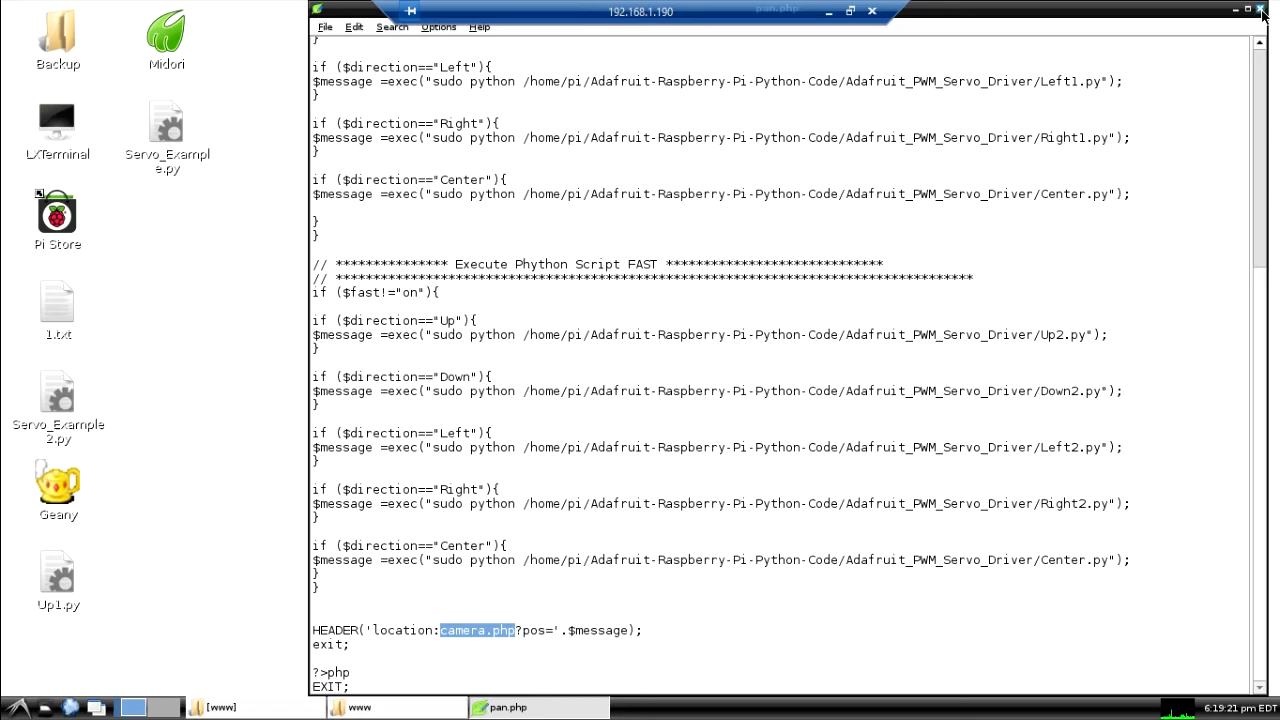 192.168.1.190
pan.php
File Edit Search Options Help
}
if ($direction=="Left"){
$message =exec("sudo python /home/pi/Adafruit-Raspberry-Pi-Python-Code/Adafruit_PWM_Servo_Driver/Left1.py");
}
if ($direction=="Right"){
$message =exec("sudo python /home/pi/Adafruit-Raspberry-Pi-Python-Code/Adafruit_PWM_Servo_Driver/Right1.py");
}
if ($direction=="Center"){
$message =exec("sudo python /home/pi/Adafruit-Raspberry-Pi-Python-Code/Adafruit_PWM_Servo_Driver/Center.py");
}
}
// *************** Execute Phython Script FAST *****************************
// *************************************************************************************
if ($fast!="on"){
if ($direction=="Up"){
$message =exec("sudo python /home/pi/Adafruit-Raspberry-Pi-Python-Code/Adafruit_PWM_Servo_Driver/Up2.py");
}
if ($direction=="Down"){
$message =exec("sudo python /home/pi/Adafruit-Raspberry-Pi-Python-Code/Adafruit_PWM_Servo_Driver/Down2.py");
}
if ($direction=="Left"){
$message =exec("sudo python /home/pi/Adafruit-Raspberry-Pi-Python-Code/Adafruit_PWM_Servo_Driver/Left2.py");
}
if ($direction=="Right"){
$message =exec("sudo python /home/pi/Adafruit-Raspberry-Pi-Python-Code/Adafruit_PWM_Servo_Driver/Right2.py");
}
if ($direction=="Center"){
$message =exec("sudo python /home/pi/Adafruit-Raspberry-Pi-Python-Code/Adafruit_PWM_Servo_Driver/Center.py");
}
}
HEADER('location:camera.php?pos='.$message);
exit;
?>php
EXIT;
Backup
Midori
LxTerminal
Servo_Exampl
e.py
Pi Store
1.txt
Servo_Example
2.py
Geany
Up1.py
[www]
www
pan.php
6:19:21 pm EDT